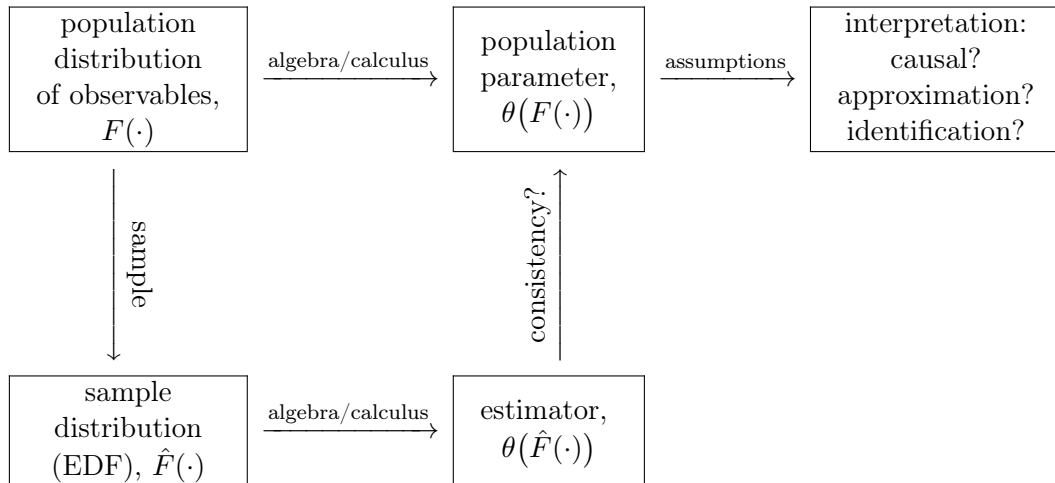 population
distribution
of observables,
F(·)
algebra/calculus
population
parameter,
θ(F(·))
assumptions
interpretation:
causal?
approximation?
identification?
sample
consistency?
sample
distribution
(EDF), F̂(·)
algebra/calculus
estimator,
θ(F̂(·))